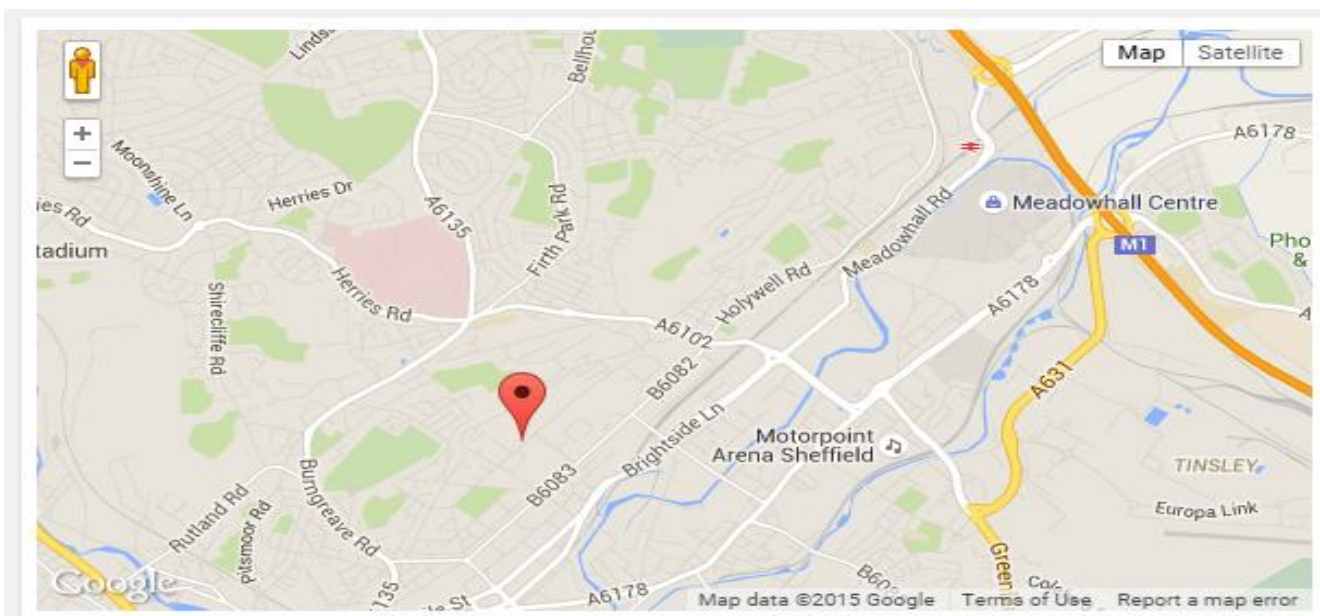 Map Satellite
Bellhou
A6178
Moonshine Ln
Herries Dr
ies Rd
tadium
A6135
Firth Park Rd
Meadowhall Rd
Meadowhall Centre
M1
Pho
&
Shirecliffe Rd
Herries Rd
Holywell Rd
A6178
A6102
B6082
A631
Brightside Ln
Motorpoint
Arena Sheffield
TINSLEY
Europa Link
B6083
Rutland Rd
Pitsmoor Rd
Burngreave Rd
Green
Google
A6178
Map data ©2015 Google Terms of Use Report a map error